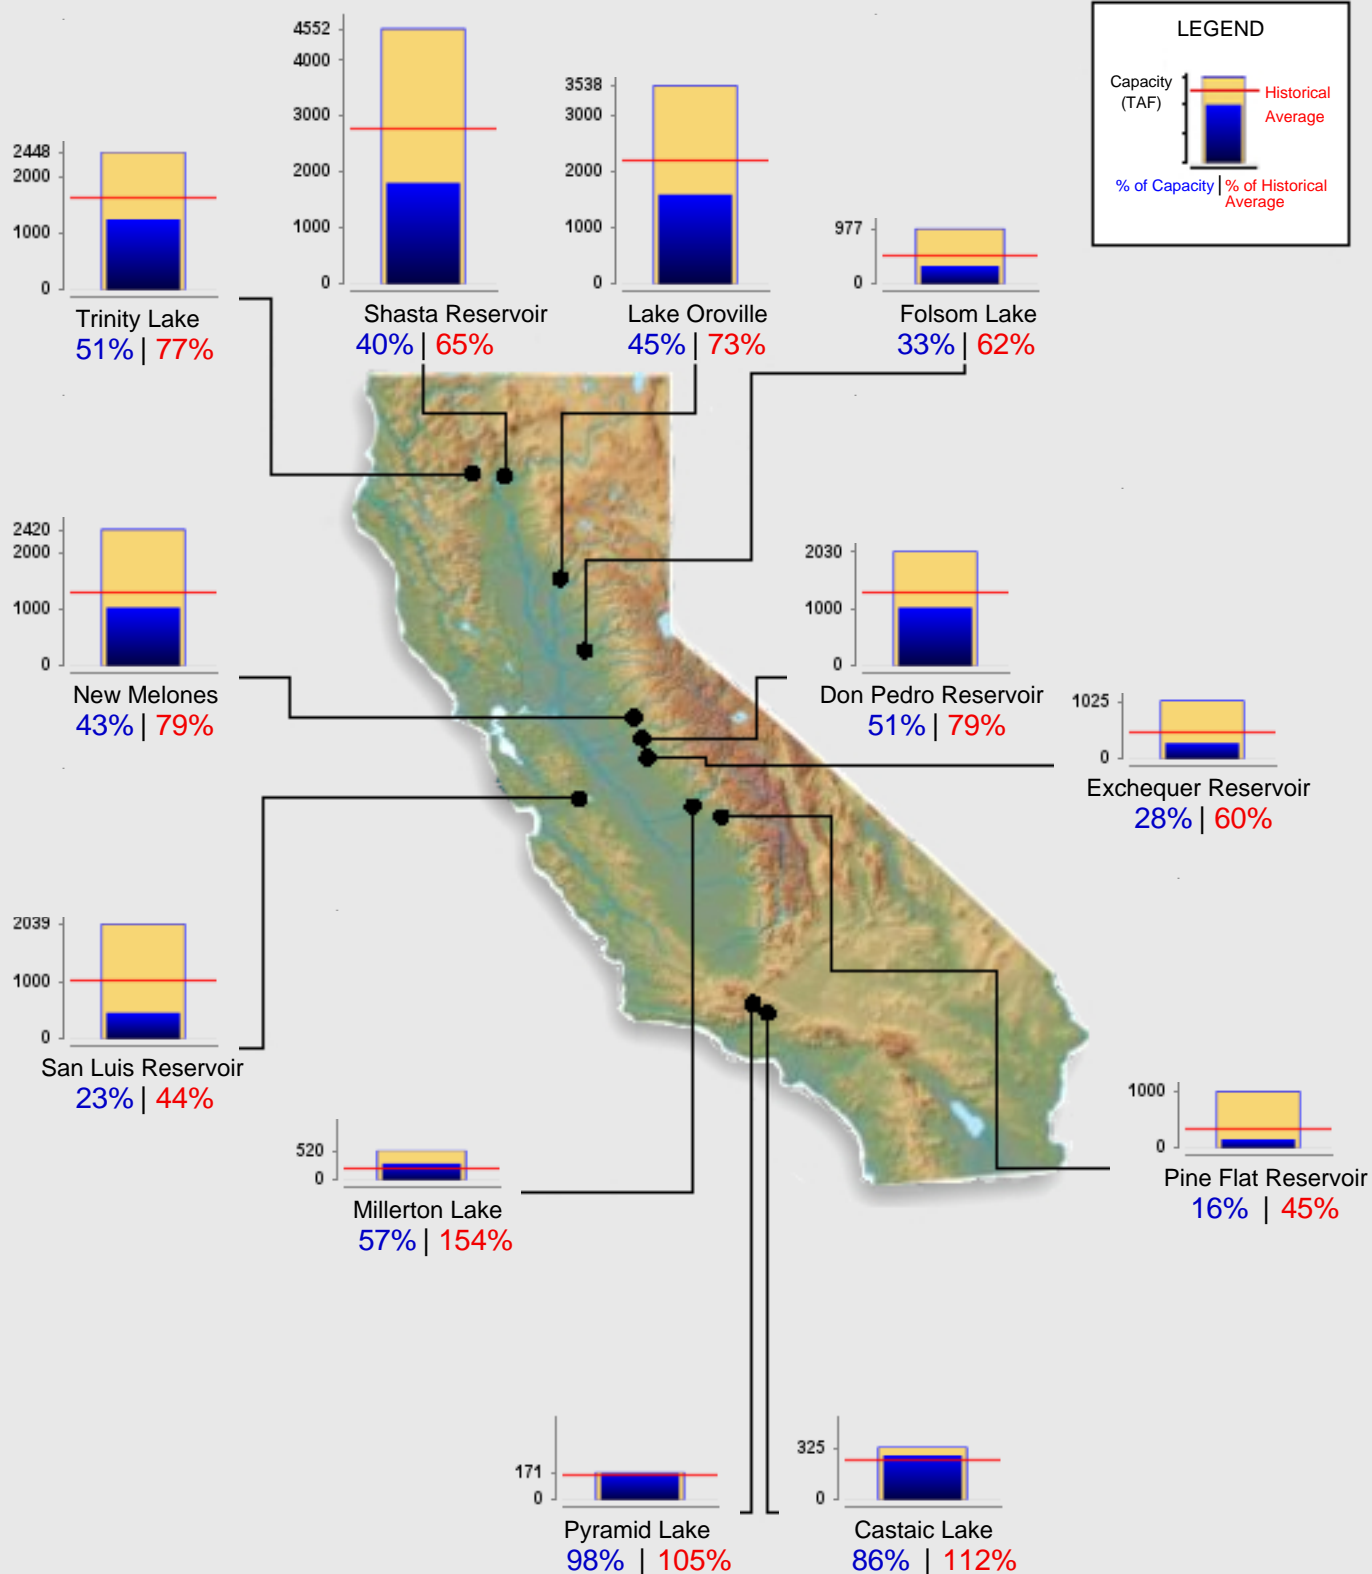 LEGEND
Capacity
(TAF)
Historical
Average
% of Capacity | % of Historical
Average
4552
4000
3000
2000
1000
0
Shasta Reservoir
40% | 65%
3538
3000
2000
1000
0
Lake Oroville
45% | 73%
2448
2000
1000
0
Trinity Lake
51% | 77%
977
0
Folsom Lake
33% | 62%
2420
2000
1000
0
New Melones
43% | 79%
2030
1000
0
Don Pedro Reservoir
51% | 79%
1025
0
Exchequer Reservoir
28% | 60%
2039
1000
0
San Luis Reservoir
23% | 44%
520
0
Millerton Lake
57% | 154%
1000
0
Pine Flat Reservoir
16% | 45%
171
0
Pyramid Lake
98% | 105%
325
0
Castaic Lake
86% | 112%